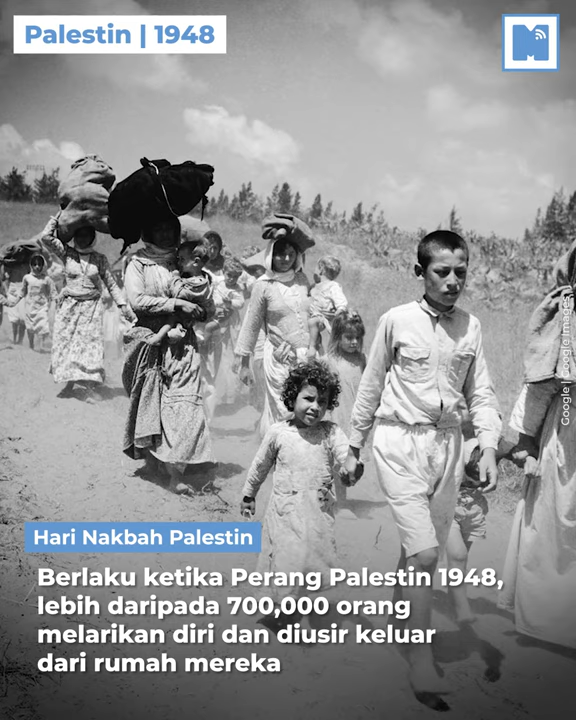 Palestin | 1948
Google | Google Images
Hari Nakbah Palestin
Berlaku ketika Perang Palestin 1948,
lebih daripada 700,000 orang
melarikan diri dan diusir keluar
dari rumah mereka